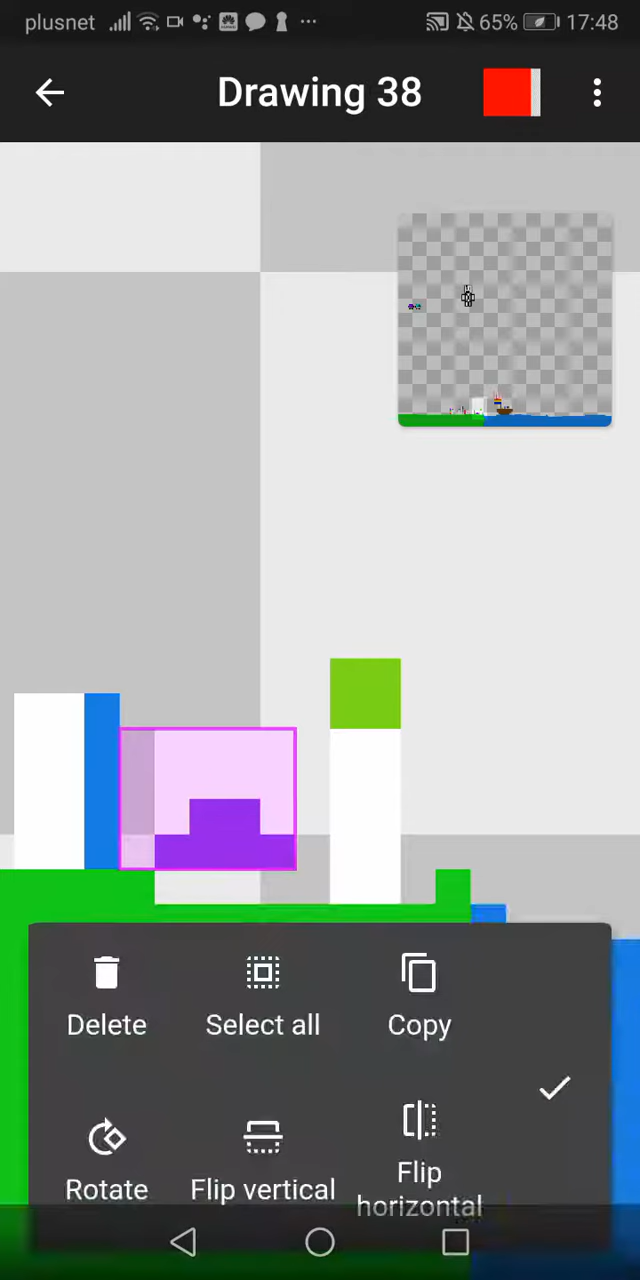 plusnet 65% 17:48
Drawing 38
Delete Select all Copy
Rotate Flip vertical Flip
horizontal